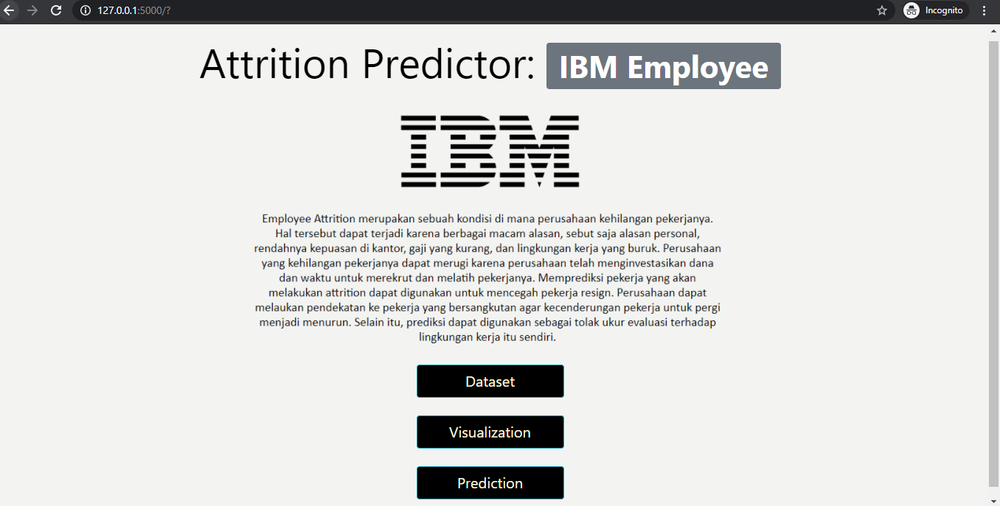 127.0.0.1:5000/?
Incognito
Attrition Predictor: IBM Employee
IBM
Employee Attrition merupakan sebuah kondisi di mana perusahaan kehilangan pekerjanya.
Hal tersebut dapat terjadi karena berbagai macam alasan, sebut saja alasan personal,
rendahnya kepuasan di kantor, gaji yang kurang, dan lingkungan kerja yang buruk. Perusahaan
yang kehilangan pekerjanya dapat merugi karena perusahaan telah menginvestasikan dana
dan waktu untuk merekrut dan melatih pekerjanya. Memprediksi pekerja yang akan
melakukan attrition dapat digunakan untuk mencegah pekerja resign. Perusahaan dapat
melaukan pendekatan ke pekerja yang bersangkutan agar kecenderungan pekerja untuk pergi
menjadi menurun. Selain itu, prediksi dapat digunakan sebagai tolak ukur evaluasi terhadap
lingkungan kerja itu sendiri.
Dataset
Visualization
Prediction